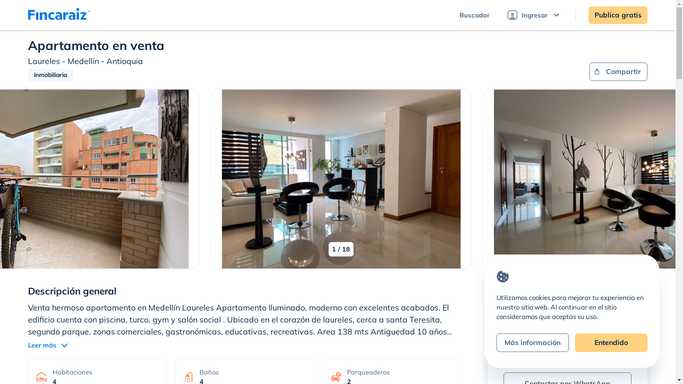 Fincaraiz
Buscador
Ingresar
Publica gratis
Apartamento en venta
Laureles - Medellín - Antioquia
Inmobiliaria
Compartir
1 / 18
Descripción general
Venta hermoso apartamento en Medellín Laureles Apartamento Iluminado, moderno con excelentes acabados. El
edificio cuenta con piscina, turco, gym y salón social . Ubicado en el corazón de laureles, cerca a santa Teresita,
segundo parque, zonas comerciales, gastronómicas, educativas, recreativas. Area 138 mts Antiguedad 10 años...
Leer más
Habitaciones
4
Baños
4
Parqueaderos
2
Utilizamos cookies para mejorar tu experiencia en
nuestro sitio web. Al continuar en el sitio
consideramos que aceptas su uso.
Más información
Entendido
Contactar por WhatsApp